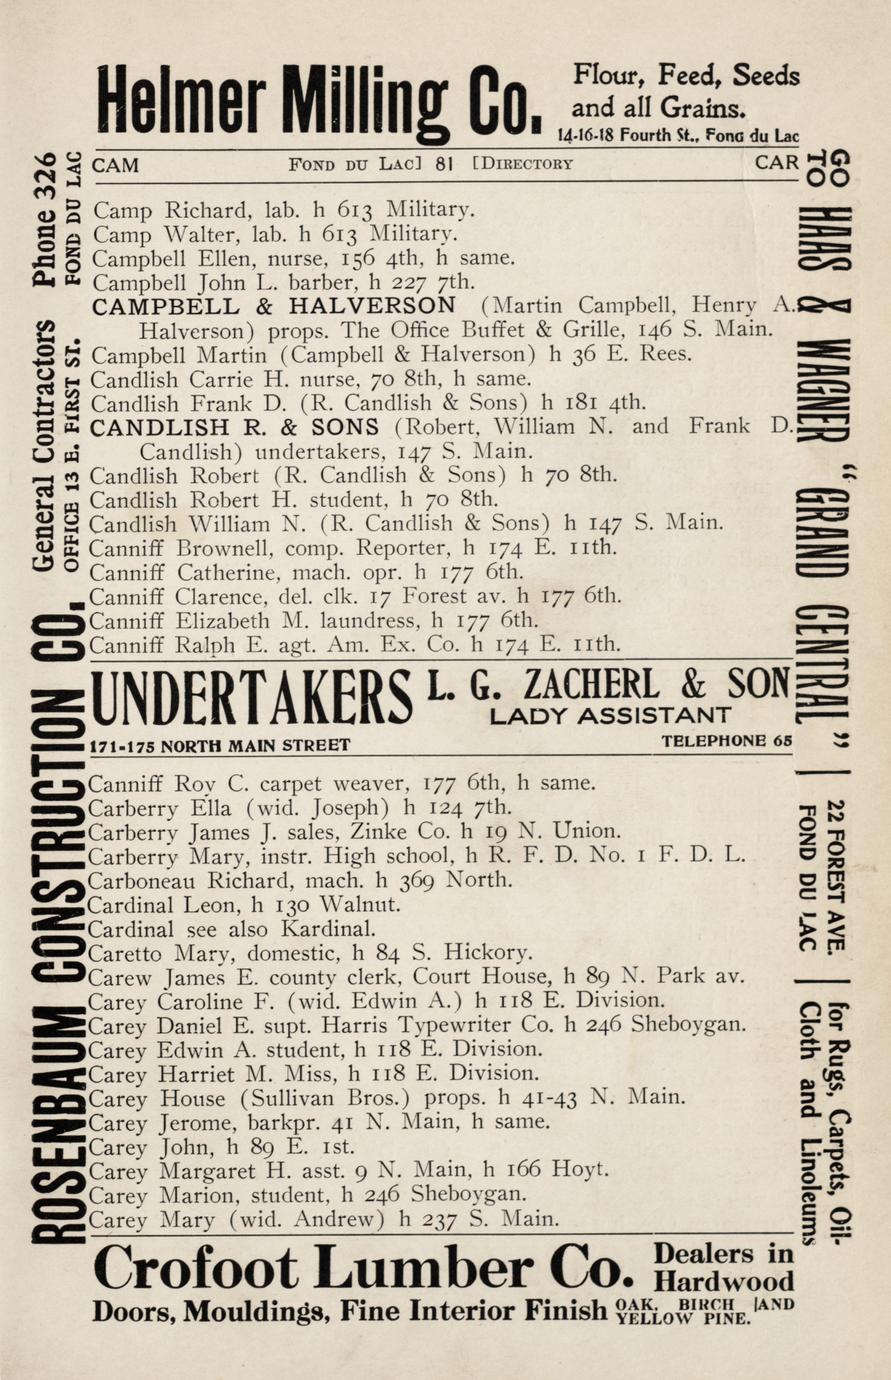 Helmer Milling Co.
Flour, Feed, Seeds
and all Grains.
14-16-18 Fourth St., Fond du Lac
CAM FOND DU LAC] 81 [DIRECTORY CAR
Camp Richard, lab. h 613 Military.
Camp Walter, lab. h 613 Military.
Campbell Ellen, nurse, 156 4th, h same.
Campbell John L. barber, h 227 7th.
CAMPBELL & HALVERSON (Martin Campbell, Henry A.
Halverson) props. The Office Buffet & Grille, 146 S. Main.
Campbell Martin (Campbell & Halverson) h 36 E. Rees.
Candlish Carrie H. nurse, 70 8th, h same.
Candlish Frank D. (R. Candlish & Sons) h 181 4th.
CANDLISH R. & SONS (Robert, William N. and Frank D.
Candlish) undertakers, 147 S. Main.
Candlish Robert (R. Candlish & Sons) h 70 8th.
Candlish Robert H. student, h 70 8th.
Candlish William N. (R. Candlish & Sons) h 147 S. Main.
Canniff Brownell, comp. Reporter, h 174 E. 11th.
Canniff Catherine, mach. opr. h 177 6th.
Canniff Clarence, del. clk. 17 Forest av. h 177 6th.
Canniff Elizabeth M. laundress, h 177 6th.
Canniff Ralph E. agt. Am. Ex. Co. h 174 E. 11th.
UNDERTAKERS L. G. ZACHERL & SON
LADY ASSISTANT
171-175 NORTH MAIN STREET TELEPHONE 65
Canniff Roy C. carpet weaver, 177 6th, h same.
Carberry Ella (wid. Joseph) h 124 7th.
Carberry James J. sales, Zinke Co. h 19 N. Union.
Carberry Mary, instr. High school, h R. F. D. No. 1 F. D. L.
Carboneau Richard, mach. h 369 North.
Cardinal Leon, h 130 Walnut.
Cardinal see also Kardinal.
Caretto Mary, domestic, h 84 S. Hickory.
Carew James E. county clerk, Court House, h 89 N. Park av.
Carey Caroline F. (wid. Edwin A.) h 118 E. Division.
Carey Daniel E. supt. Harris Typewriter Co. h 246 Sheboygan.
Carey Edwin A. student, h 118 E. Division.
Carey Harriet M. Miss, h 118 E. Division.
Carey House (Sullivan Bros.) props. h 41-43 N. Main.
Carey Jerome, barkpr. 41 N. Main, h same.
Carey John, h 89 E. 1st.
Carey Margaret H. asst. 9 N. Main, h 166 Hoyt.
Carey Marion, student, h 246 Sheboygan.
Carey Mary (wid. Andrew) h 237 S. Main.
Crofoot Lumber Co.
Dealers in
Hardwood
Doors, Mouldings, Fine Interior Finish OAK, BIRCH AND
YELLOW PINE.
ROSENBAUM CONSTRUCTION CO.
General Contractors Phone 326
OFFICE 13 E. FIRST ST. FOND DU LAC
GO TO HAAS & WAGNER "GRAND CENTRAL"
22 FOREST AVE.
FOND DU LAC
for Rugs, Carpets, Oil-
Cloth and Linoleums